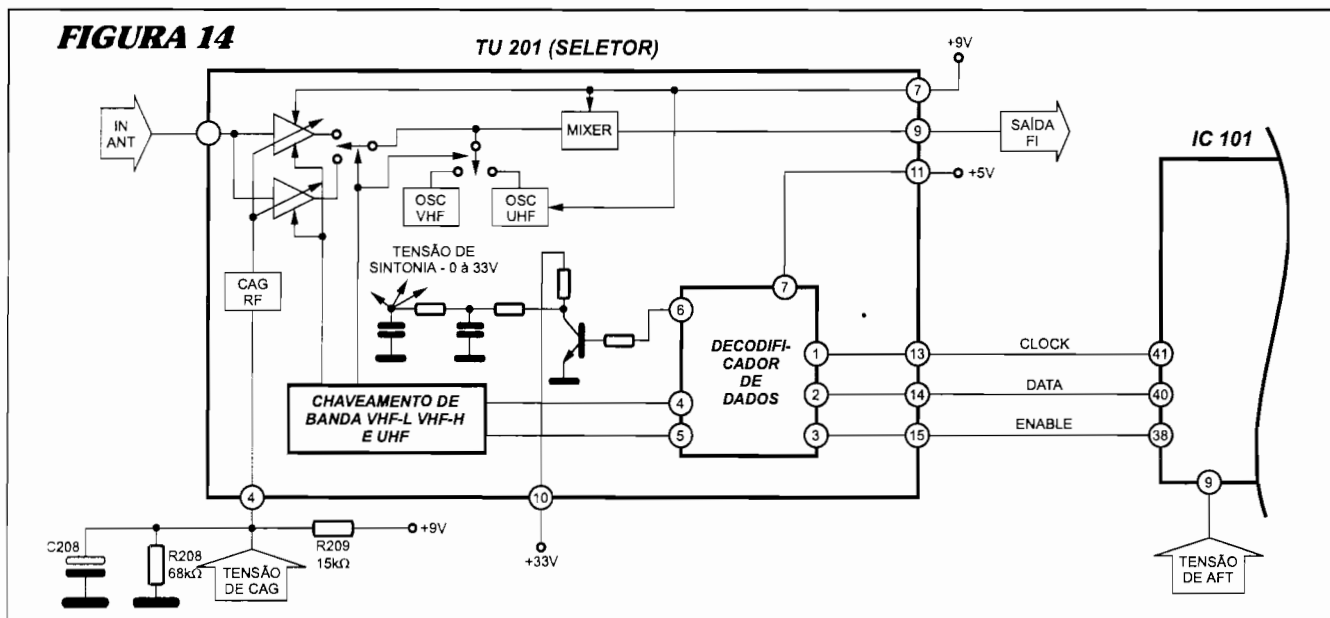 FIGURA 14
TU 201 (SELETOR)
+9V
IN
ANT
7
MIXER
9
SAÍDA
FI
IC 101
11
+5V
OSC
VHF
OSC
UHF
TENSÃO DE
SINTONIA - 0 à 33V
CAG
RF
7
6
DECODIFI-
CADOR
DE
DADOS
1
13
CLOCK
41
2
14
DATA
40
3
15
ENABLE
38
4
5
CHAVEAMENTO DE
BANDA VHF-L VHF-H
E UHF
4
10
9
C208
R208
68kΩ
R209
15kΩ
+9V
TENSÃO
DE CAG
+33V
TENSÃO
DE AFT